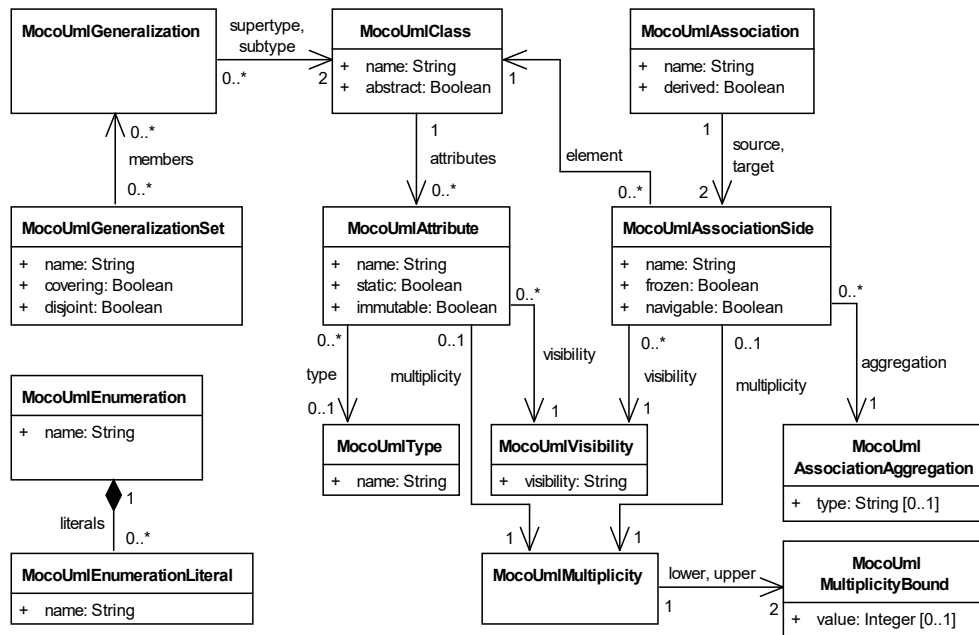 MocoUmlGeneralization
supertype,
subtype
0..*
2
MocoUmlClass
+ name: String
+ abstract: Boolean
1
MocoUmlAssociation
+ name: String
+ derived: Boolean
0..*
members
0..*
1
attributes
0..*
element
0..*
1
source,
target
2
MocoUmlGeneralizationSet
+ name: String
+ covering: Boolean
+ disjoint: Boolean
MocoUmlAttribute
+ name: String
+ static: Boolean
+ immutable: Boolean
MocoUmlAssociationSide
+ name: String
+ frozen: Boolean
+ navigable: Boolean
0..*
type
0..1
0..1
multiplicity
0..*
visibility
1
0..*
visibility
1
0..1
multiplicity
0..*
aggregation
1
MocoUmlEnumeration
+ name: String
1
literals
0..*
MocoUmlType
+ name: String
MocoUmlVisibility
+ visibility: String
MocoUml
AssociationAggregation
+ type: String [0..1]
1
1
MocoUmlEnumerationLiteral
+ name: String
MocoUmlMultiplicity
lower, upper
1
2
MocoUml
MultiplicityBound
+ value: Integer [0..1]